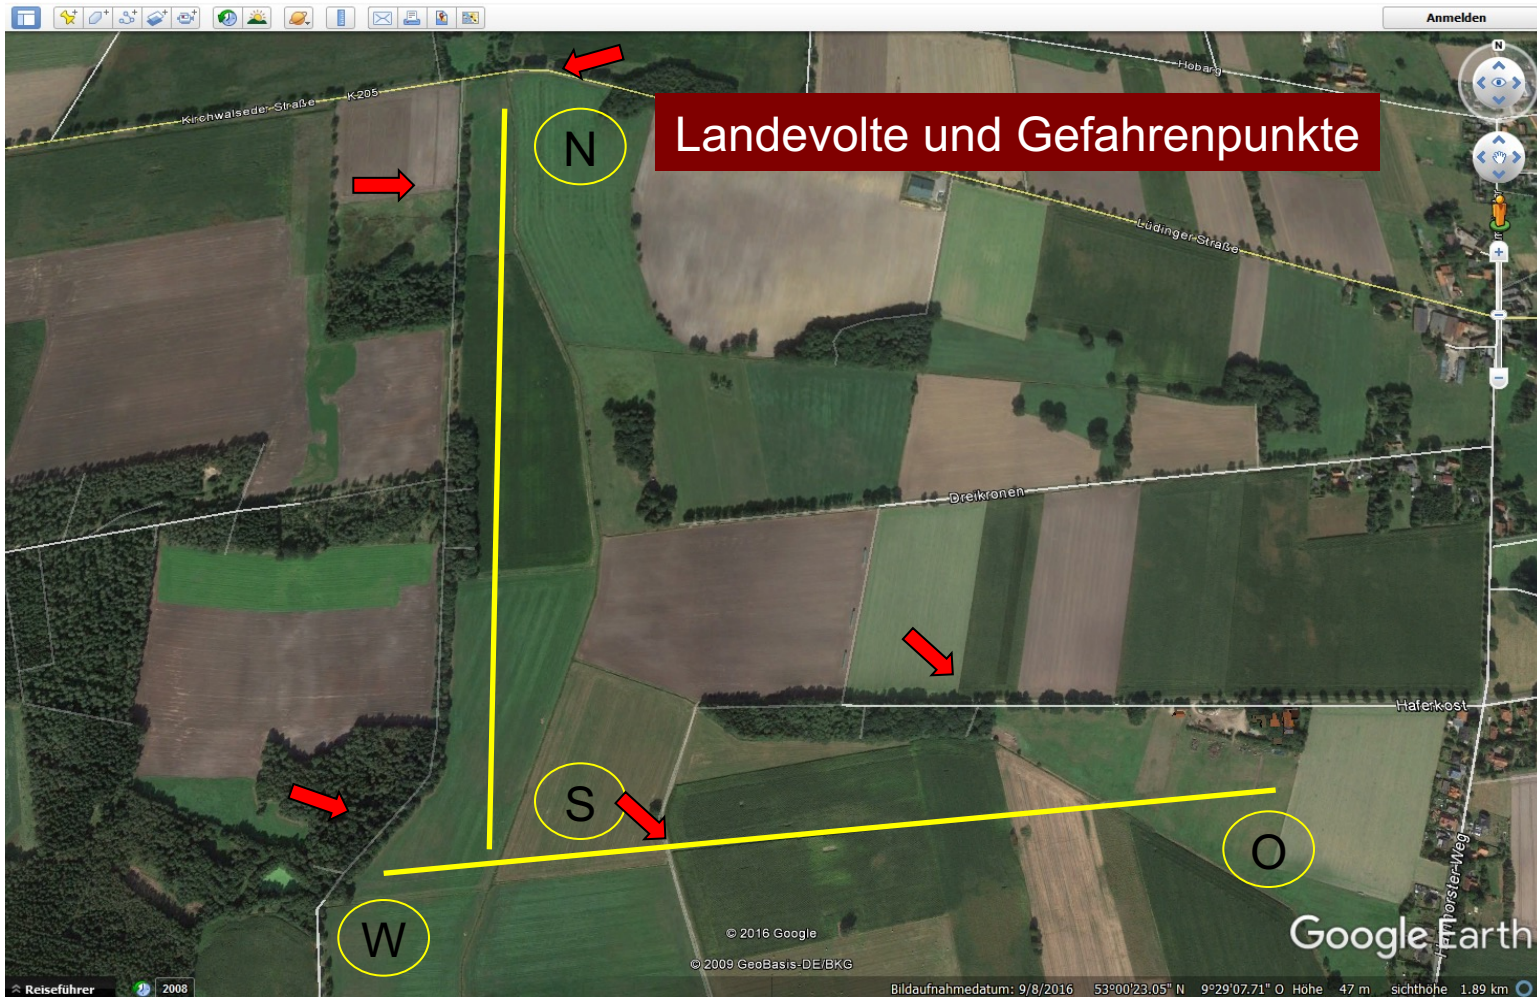 Anmelden
N
Hobarg
K205
Kirchwalseder Straße
Landevolte und Gefahrenpunkte
N
Lüdinger Straße
Dreikronen
Haferkost
S
O
W
© 2016 Google
Google Earth
© 2009 GeoBasis-DE/BKG
Reiseführer
2008
Bildaufnahmedatum: 9/8/2016 53°00'23.05" N 9°29'07.71" O Höhe 47 m sichthöhe 1.89 km